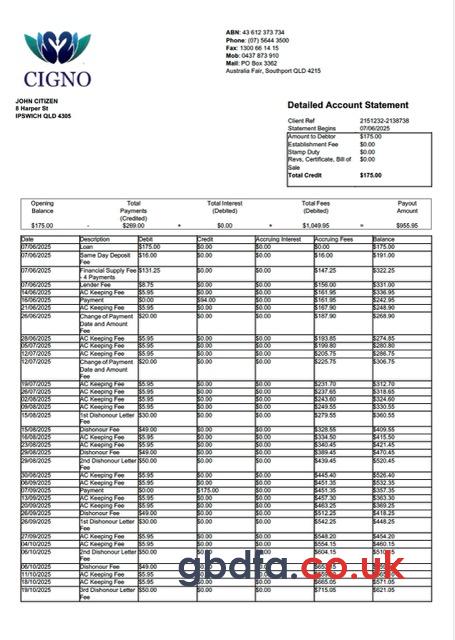 CIGNO
ABN: 43 612 373 734
Phone: (07) 5644 3500
Fax: 1300 66 14 15
Mob: 0437 873 910
Mail: PO Box 3362
Australia Fair, Southport QLD 4215
JOHN CITIZEN
8 Harper St
IPSWICH QLD 4305
Detailed Account Statement
Client Ref 2151232-2138738
Statement Begins 07/06/2025
Amount to Debtor $175.00
Establishment Fee $0.00
Stamp Duty $0.00
Revs, Certificate, Bill of $0.00
Sale
Total Credit $175.00
Opening Total Total Interest Total Fees Payout
Balance Payments (Debited) (Debited) Amount
(Credited)
$175.00 - $269.00 + $0.00 + $1,049.95 = $955.95
Date Description Debit Credit Accruing Interest Accruing Fees Balance
07/06/2025 Loan $175.00 $0.00 $0.00 $0.00 $175.00
07/06/2025 Same Day Deposit $16.00 $0.00 $0.00 $16.00 $191.00
Fee
07/06/2025 Financial Supply Fee $131.25 $0.00 $0.00 $147.25 $322.25
- 4 Payments
07/06/2025 Lender Fee $8.75 $0.00 $0.00 $156.00 $331.00
14/06/2025 AC Keeping Fee $5.95 $0.00 $0.00 $161.95 $336.95
16/06/2025 Payment $0.00 $94.00 $0.00 $161.95 $242.95
21/06/2025 AC Keeping Fee $5.95 $0.00 $0.00 $167.90 $248.90
26/06/2025 Change of Payment $20.00 $0.00 $0.00 $187.90 $268.90
Date and Amount
Fee
28/06/2025 AC Keeping Fee $5.95 $0.00 $0.00 $193.85 $274.85
05/07/2025 AC Keeping Fee $5.95 $0.00 $0.00 $199.80 $280.80
12/07/2025 AC Keeping Fee $5.95 $0.00 $0.00 $205.75 $286.75
12/07/2025 Change of Payment $20.00 $0.00 $0.00 $225.75 $306.75
Date and Amount
Fee
19/07/2025 AC Keeping Fee $5.95 $0.00 $0.00 $231.70 $312.70
26/07/2025 AC Keeping Fee $5.95 $0.00 $0.00 $237.65 $318.65
02/08/2025 AC Keeping Fee $5.95 $0.00 $0.00 $243.60 $324.60
09/08/2025 AC Keeping Fee $5.95 $0.00 $0.00 $249.55 $330.55
15/08/2025 1st Dishonour Letter $30.00 $0.00 $0.00 $279.55 $360.55
Fee
15/08/2025 Dishonour Fee $49.00 $0.00 $0.00 $328.55 $409.55
16/08/2025 AC Keeping Fee $5.95 $0.00 $0.00 $334.50 $415.50
23/08/2025 AC Keeping Fee $5.95 $0.00 $0.00 $340.45 $421.45
29/08/2025 Dishonour Fee $49.00 $0.00 $0.00 $389.45 $470.45
29/08/2025 2nd Dishonour Letter $50.00 $0.00 $0.00 $439.45 $520.45
Fee
30/08/2025 AC Keeping Fee $5.95 $0.00 $0.00 $445.40 $526.40
06/09/2025 AC Keeping Fee $5.95 $0.00 $0.00 $451.35 $532.35
07/09/2025 Payment $0.00 $175.00 $0.00 $451.35 $357.35
13/09/2025 AC Keeping Fee $5.95 $0.00 $0.00 $457.30 $363.30
20/09/2025 AC Keeping Fee $5.95 $0.00 $0.00 $463.25 $369.25
26/09/2025 Dishonour Fee $49.00 $0.00 $0.00 $512.25 $418.25
26/09/2025 1st Dishonour Letter $30.00 $0.00 $0.00 $542.25 $448.25
Fee
27/09/2025 AC Keeping Fee $5.95 $0.00 $0.00 $548.20 $454.20
04/10/2025 AC Keeping Fee $5.95 $0.00 $0.00 $554.15 $460.15
06/10/2025 2nd Dishonour Letter $50.00 $0.00 $0.00 $604.15
Fee
06/10/2025 Dishonour Fee $49.00
11/10/2025 AC Keeping Fee $5.95
18/10/2025 AC Keeping Fee $5.95 $0.00 $0.00 $665.05 $571.05
19/10/2025 3rd Dishonour Letter $50.00 $0.00 $0.00 $715.05 $621.05
Fee
gbdfa.co.uk